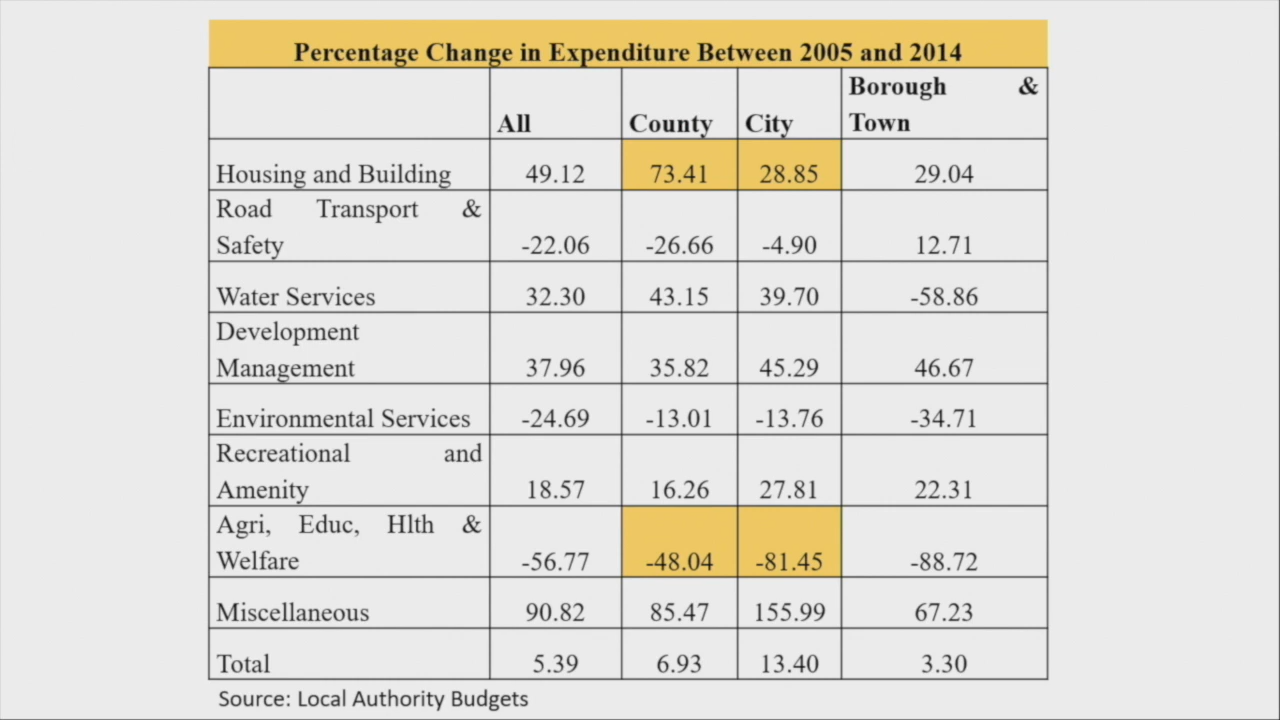 Percentage Change in Expenditure Between 2005 and 2014
All County City Borough & Town
Housing and Building 49.12 73.41 28.85 29.04
Road Transport & Safety -22.06 -26.66 -4.90 12.71
Water Services 32.30 43.15 39.70 -58.86
Development Management 37.96 35.82 45.29 46.67
Environmental Services -24.69 -13.01 -13.76 -34.71
Recreational and Amenity 18.57 16.26 27.81 22.31
Agri, Educ, Hlth & Welfare -56.77 -48.04 -81.45 -88.72
Miscellaneous 90.82 85.47 155.99 67.23
Total 5.39 6.93 13.40 3.30
Source: Local Authority Budgets